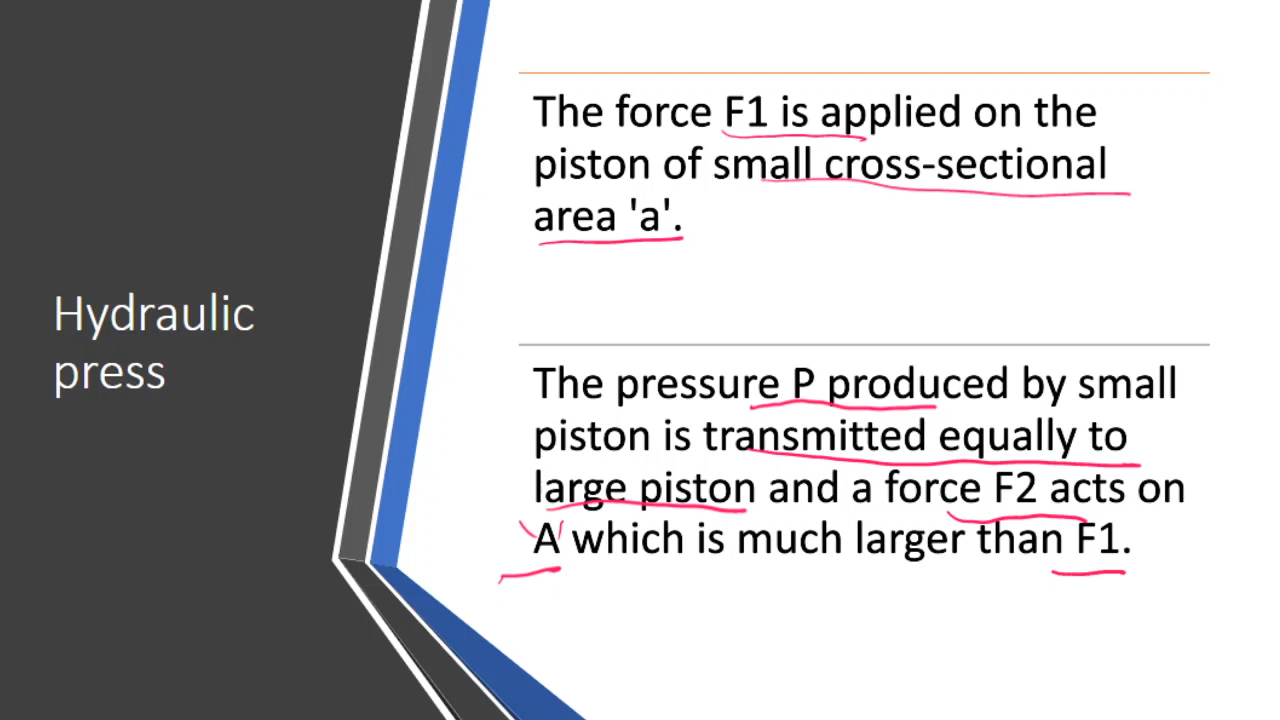 Hydraulic
press
The force F1 is applied on the
piston of small cross-sectional
area 'a'.
The pressure P produced by small
piston is transmitted equally to
large piston and a force F2 acts on
A which is much larger than F1.